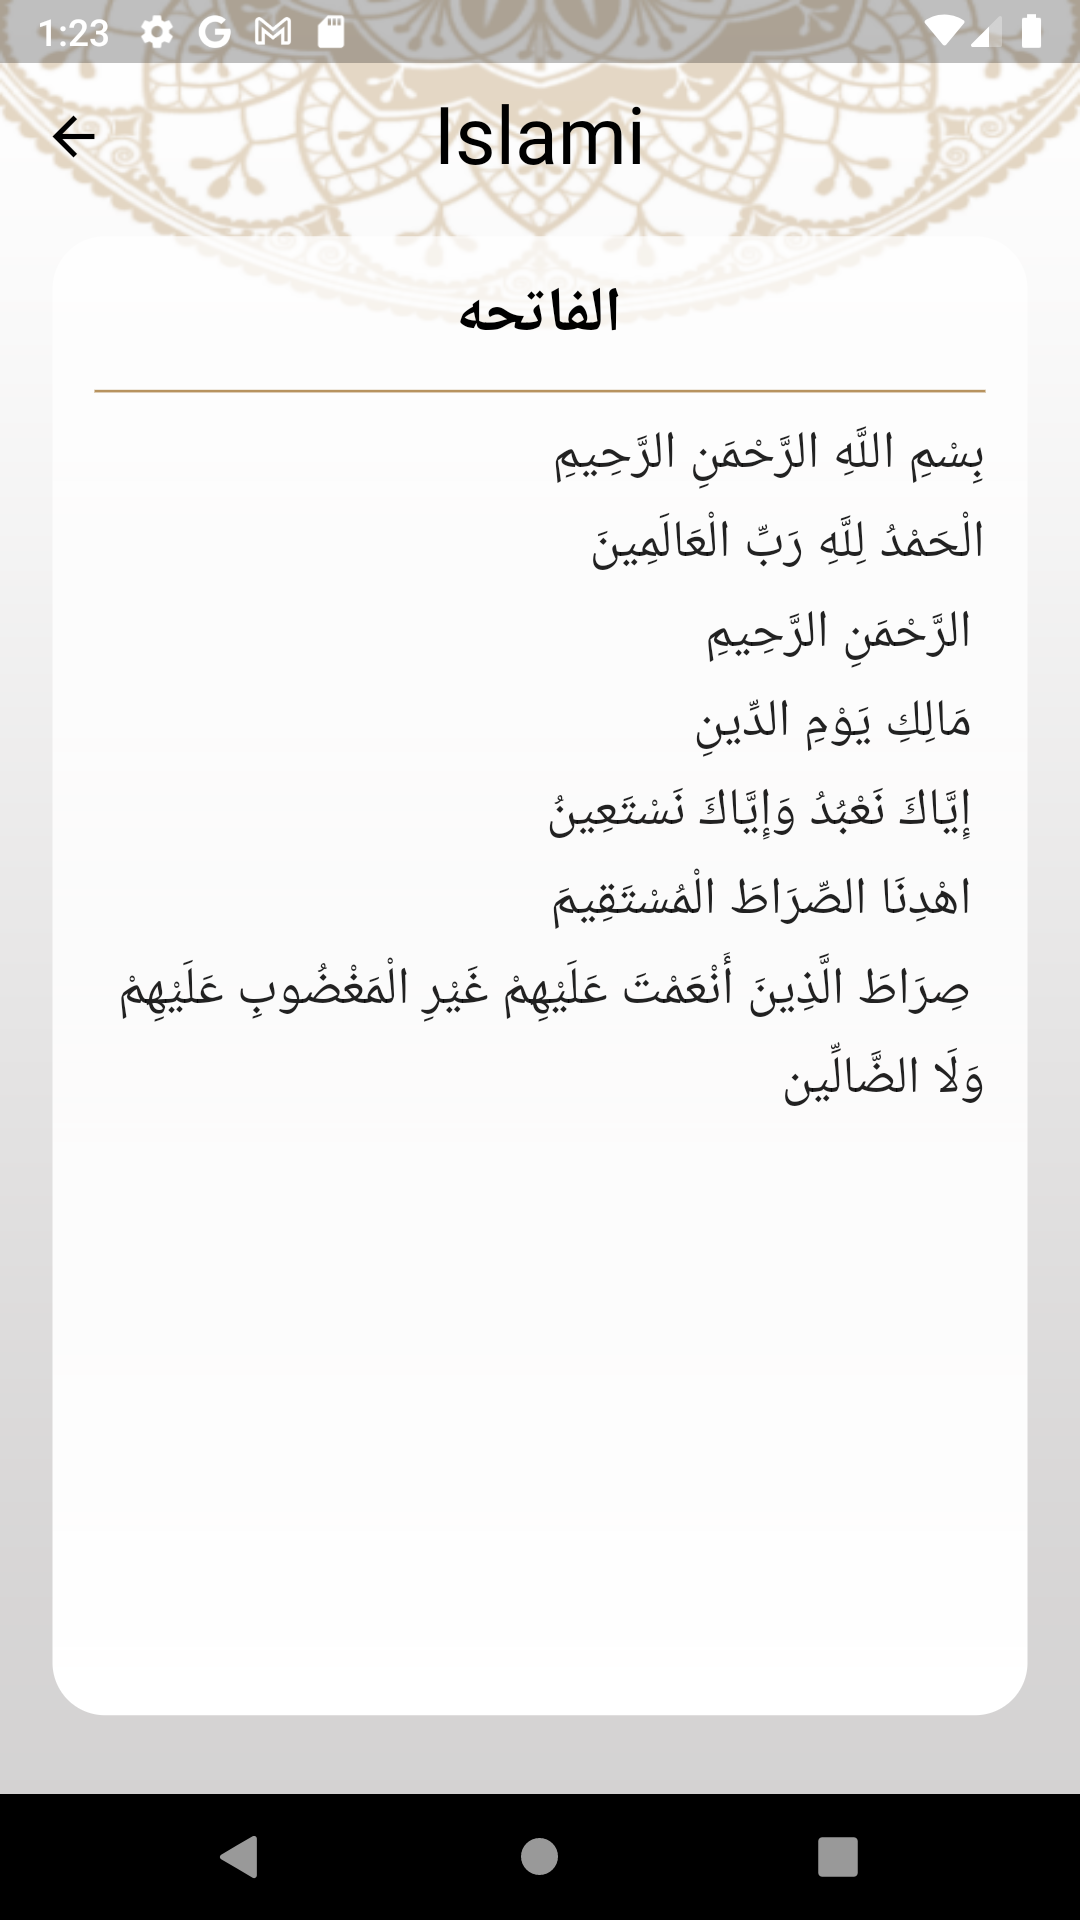 1:23
Islami
الفاتحه
بِسْمِ اللَّهِ الرَّحْمَنِ الرَّحِيمِ
الْحَمْدُ لِلَّهِ رَبِّ الْعَالَمِينَ
الرَّحْمَنِ الرَّحِيمِ
مَالِكِ يَوْمِ الدِّينِ
إِيَّاكَ نَعْبُدُ وَإِيَّاكَ نَسْتَعِينُ
اهْدِنَا الصِّرَاطَ الْمُسْتَقِيمَ
صِرَاطَ الَّذِينَ أَنْعَمْتَ عَلَيْهِمْ غَيْرِ الْمَغْضُوبِ عَلَيْهِمْ
وَلَا الضَّالِّين